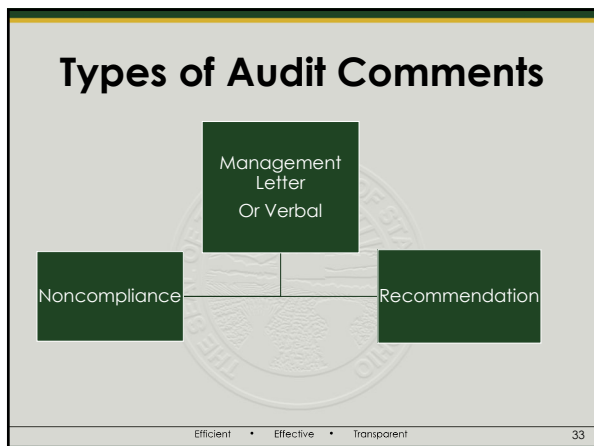 Types of Audit Comments
Management
Letter
Or Verbal
Noncompliance
Recommendation
Efficient • Effective • Transparent
33